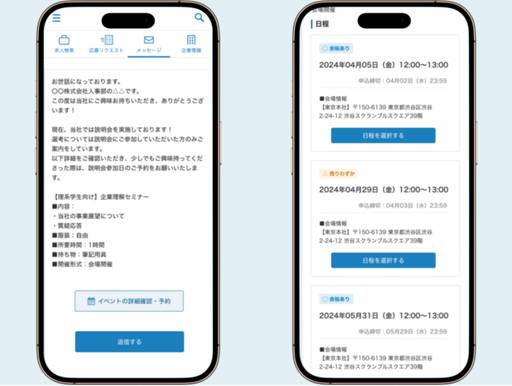 求人検索
応募リクエスト
メッセージ
企業情報
お世話になっております。
〇〇株式会社人事部の△△です。
この度は当社にご興味お持ちいただき、ありがとうござ
います！
現在、当社では説明会を実施しております！
選考については説明会にご参加していただいた方のみご
案内をしています。
以下詳細をご確認いただき、少しでもご興味持ってくだ
さった際は、説明会参加日のご予約をお願いいたしま
す。
【理系学生向け】企業理解セミナー
■内容：
・当社の事業展望について
・質疑応答
■服装：自由
■所要時間：1時間
■持ち物：筆記用具
■開催形式：会場開催
イベントの詳細確認・予約
返信する
会場開催
日程
余裕あり
2024年04月05日（金）12:00〜13:00
申込締切：04月02日（水）23:59
■会場情報
【東京本社】〒150-6139 東京都渋谷区渋谷
2-24-12 渋谷スクランブルスクエア39階
日程を選択する
残りわずか
2024年04月29日（金）12:00〜13:00
申込締切：04月03日（水）23:59
■会場情報
【東京本社】〒150-6139 東京都渋谷区渋谷
2-24-12 渋谷スクランブルスクエア39階
日程を選択する
余裕あり
2024年05月31日（金）12:00〜13:00
申込締切：05月29日（水）23:59
■会場情報
【東京本社】〒150-6139 東京都渋谷区渋谷
2-24-12 渋谷スクランブルスクエア39階